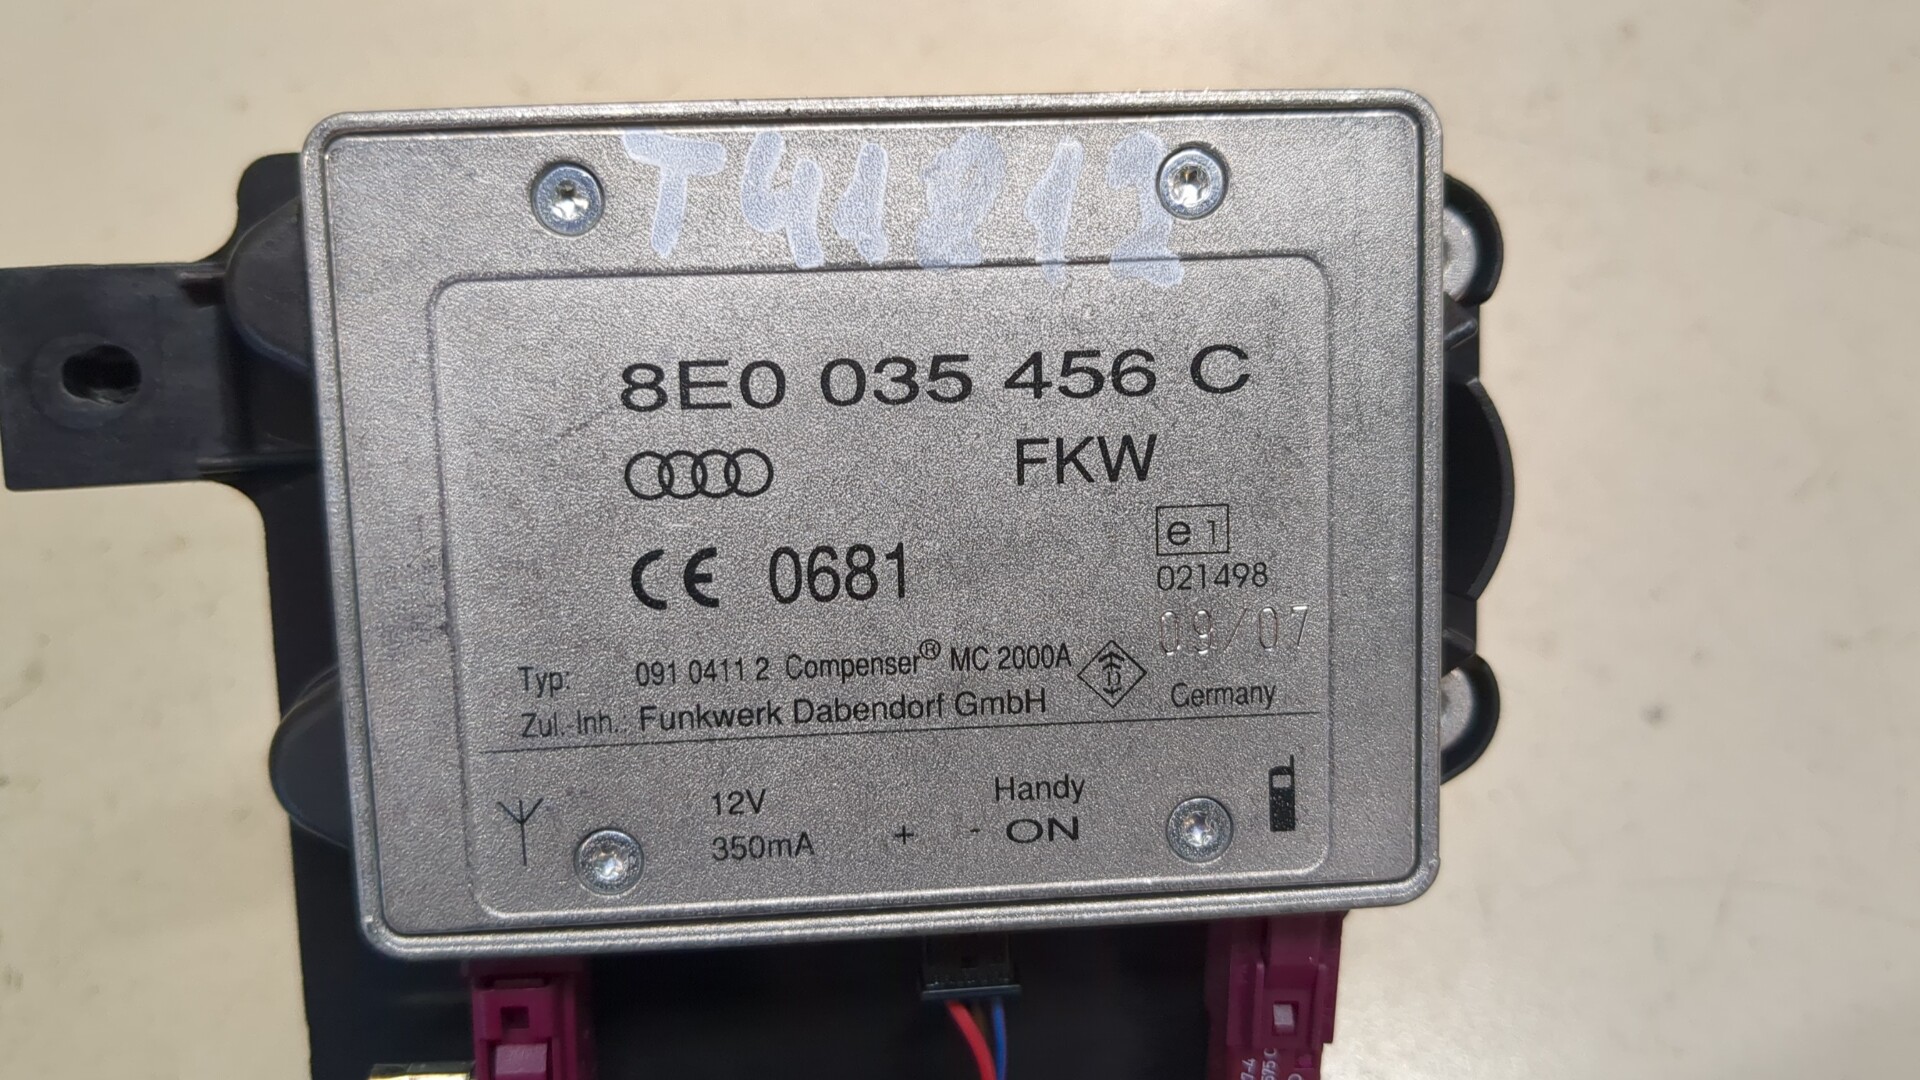 T41212
8E0 035 456 C
FKW
CE 0681
e1
021498
09/07
Typ: 091 0411 2 Compenser® MC 2000A
Zul.-Inh.: Funkwerk Dabendorf GmbH
Germany
12V
350mA
+ -
Handy
ON